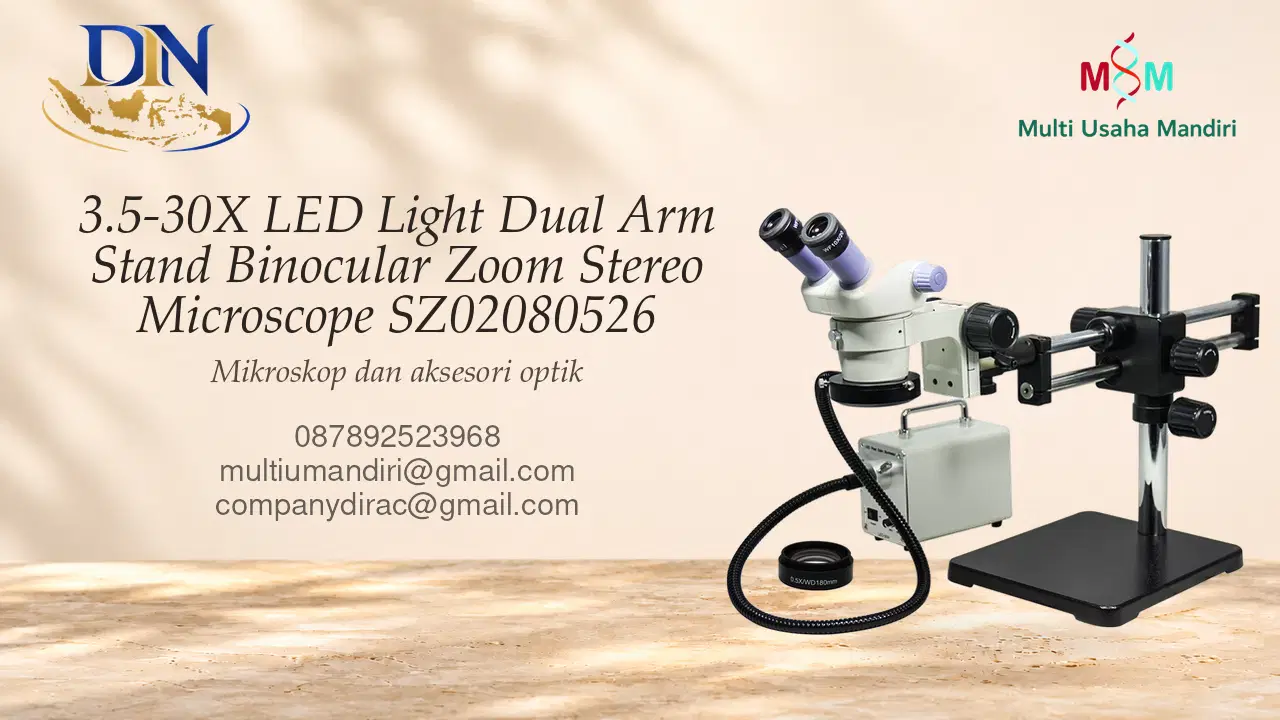 DIN
M M
Multi Usaha Mandiri
3.5-30X LED Light Dual Arm
Stand Binocular Zoom Stereo
Microscope SZ02080526
Mikroskop dan aksesori optik
087892523968
multiumandiri@gmail.com
companydirac@gmail.com
0.5X/WD180mm